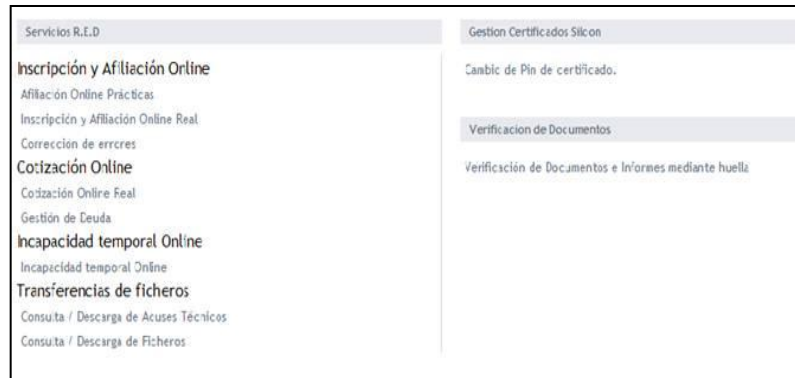 Servicios R.E.D
Inscripción y Afiliación Online
Afiliación Online Prácticas
Inscripción y Afiliación Online Real
Corrección de errores
Cotización Online
Cotización Online Real
Gestión de Deuda
Incapacidad temporal Online
Incapacidad temporal Online
Transferencias de ficheros
Consulta / Descarga de Acuses Técnicos
Consulta / Descarga de Ficheros
Gestion Certificados Silcon
Cambio de Pin de certificado.
Verificacion de Documentos
Verificación de Documentos e Informes mediante huella